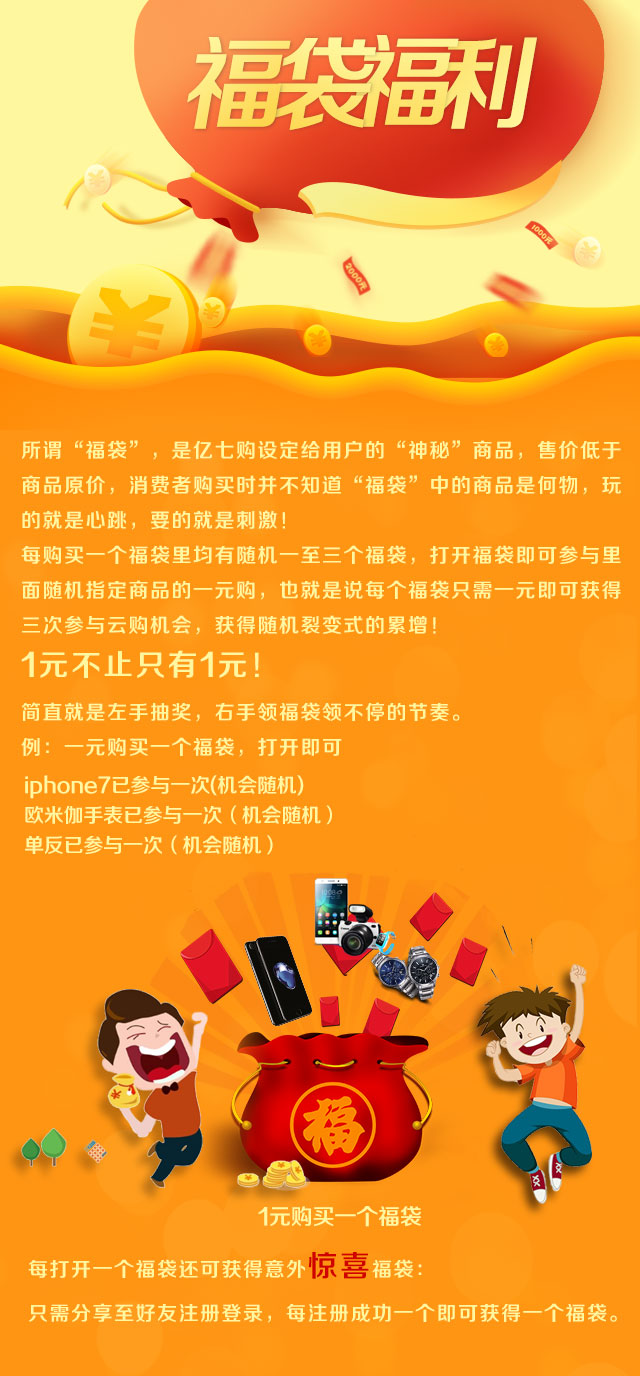 福袋福利
1000元
2000元
所谓“福袋”，是亿七购设定给用户的“神秘”商品，售价低于
商品原价，消费者购买时并不知道“福袋”中的商品是何物，玩
的就是心跳，要的就是刺激！
每购买一个福袋里均有随机一至三个福袋，打开福袋即可参与里
面随机指定商品的一元购，也就是说每个福袋只需一元即可获得
三次参与云购机会，获得随机裂变式的累增！
1元不止只有1元！
简直就是左手抽奖，右手领福袋领不停的节奏。
例：一元购买一个福袋，打开即可
iphone7已参与一次(机会随机)
欧米伽手表已参与一次（机会随机）
单反已参与一次（机会随机）
福
1元购买一个福袋
每打开一个福袋还可获得意外惊喜福袋：
只需分享至好友注册登录，每注册成功一个即可获得一个福袋。